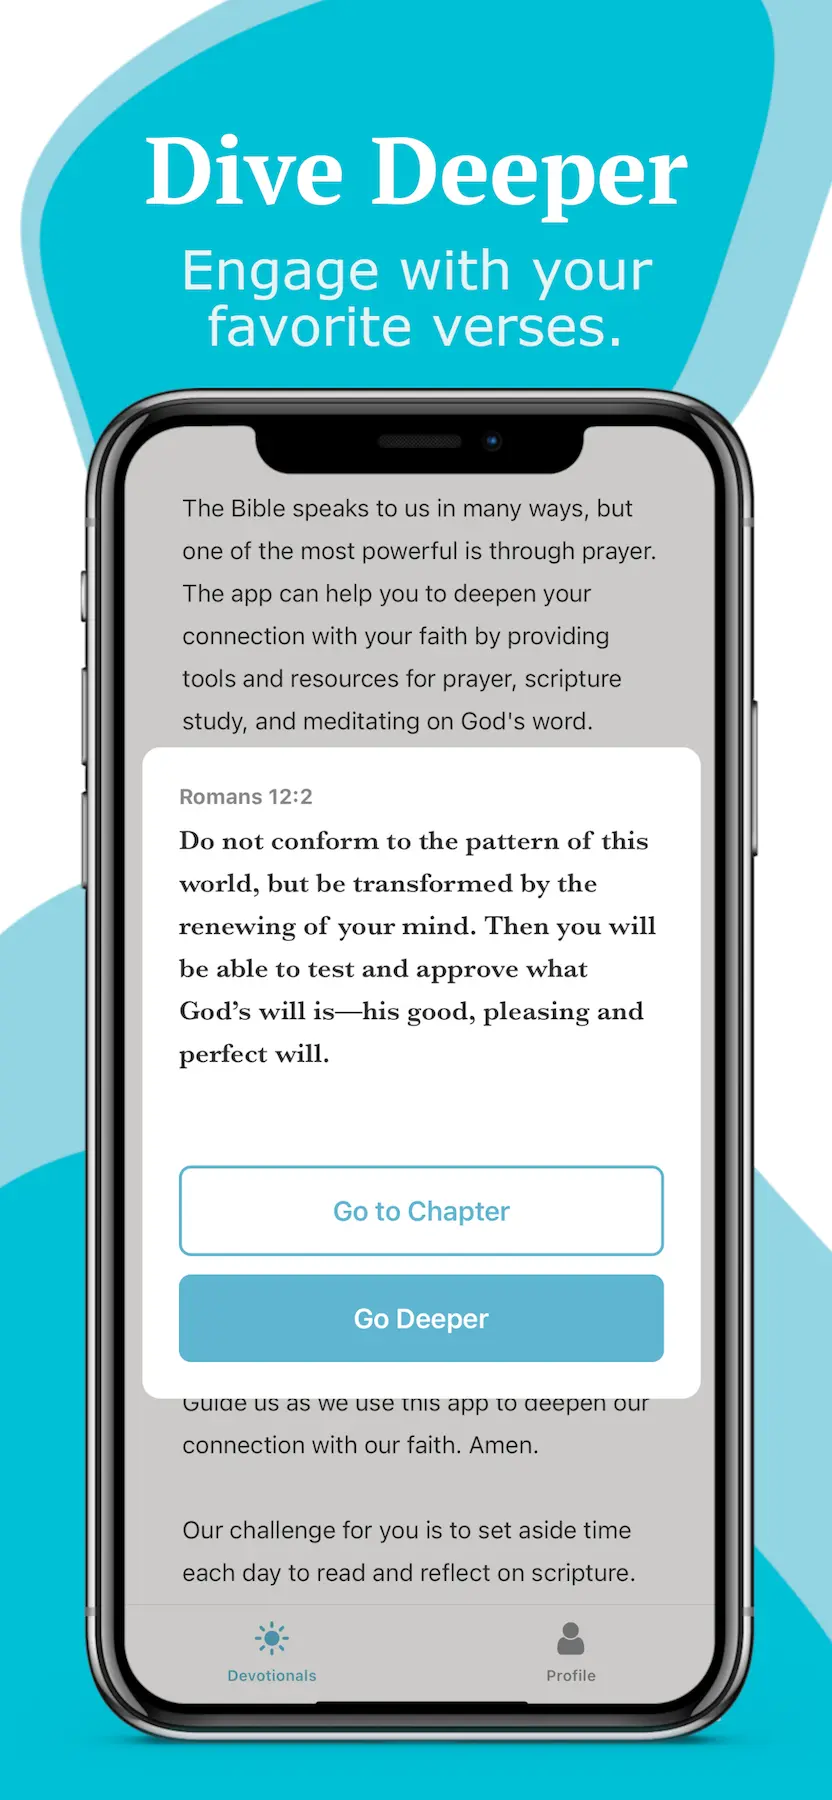 Dive Deeper
Engage with your
favorite verses.
The Bible speaks to us in many ways, but
one of the most powerful is through prayer.
The app can help you to deepen your
connection with your faith by providing
tools and resources for prayer, scripture
study, and meditating on God's word.
Romans 12:2
Do not conform to the pattern of this
world, but be transformed by the
renewing of your mind. Then you will
be able to test and approve what
God’s will is—his good, pleasing and
perfect will.
Go to Chapter
Go Deeper
Guide us as we use this app to deepen our
connection with our faith. Amen.
Our challenge for you is to set aside time
each day to read and reflect on scripture.
Devotionals
Profile